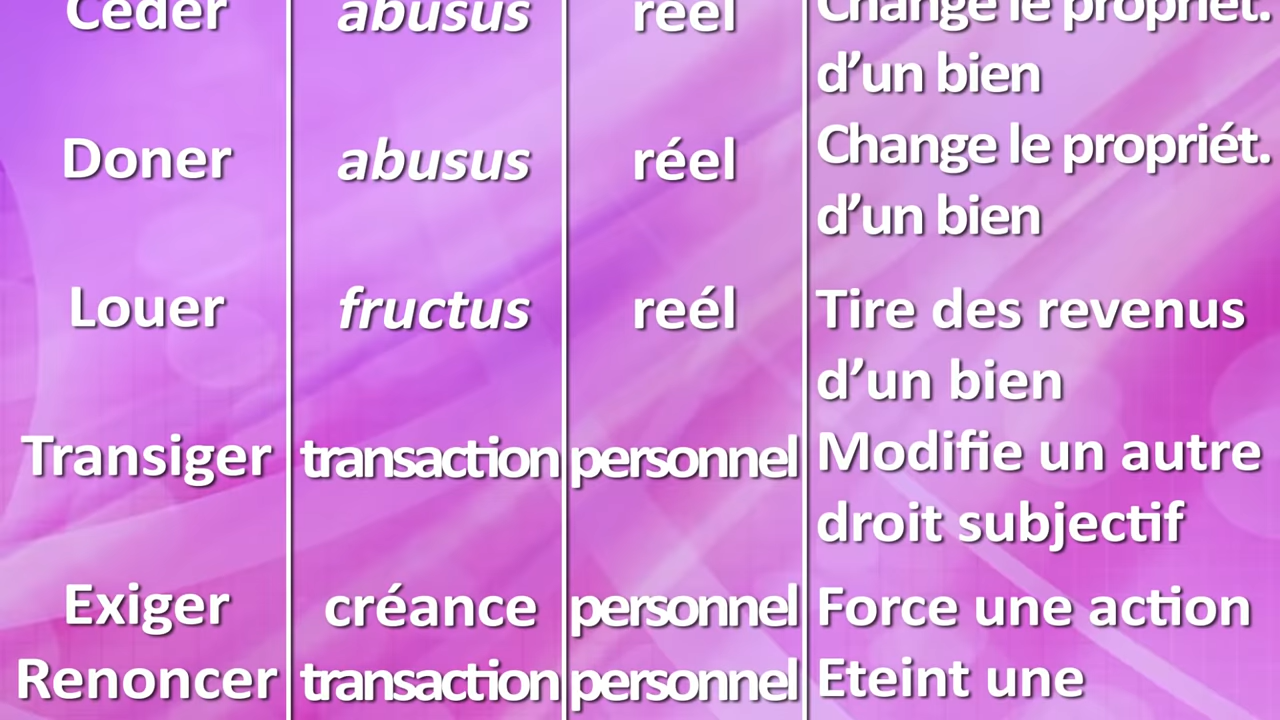 Céder abusus réel Change le propriét.
d’un bien
Doner abusus réel Change le propriét.
d’un bien
Louer fructus reél Tire des revenus
d’un bien
Transiger transaction personnel Modifie un autre
droit subjectif
Exiger créance personnel Force une action
Renoncer transaction personnel Eteint une